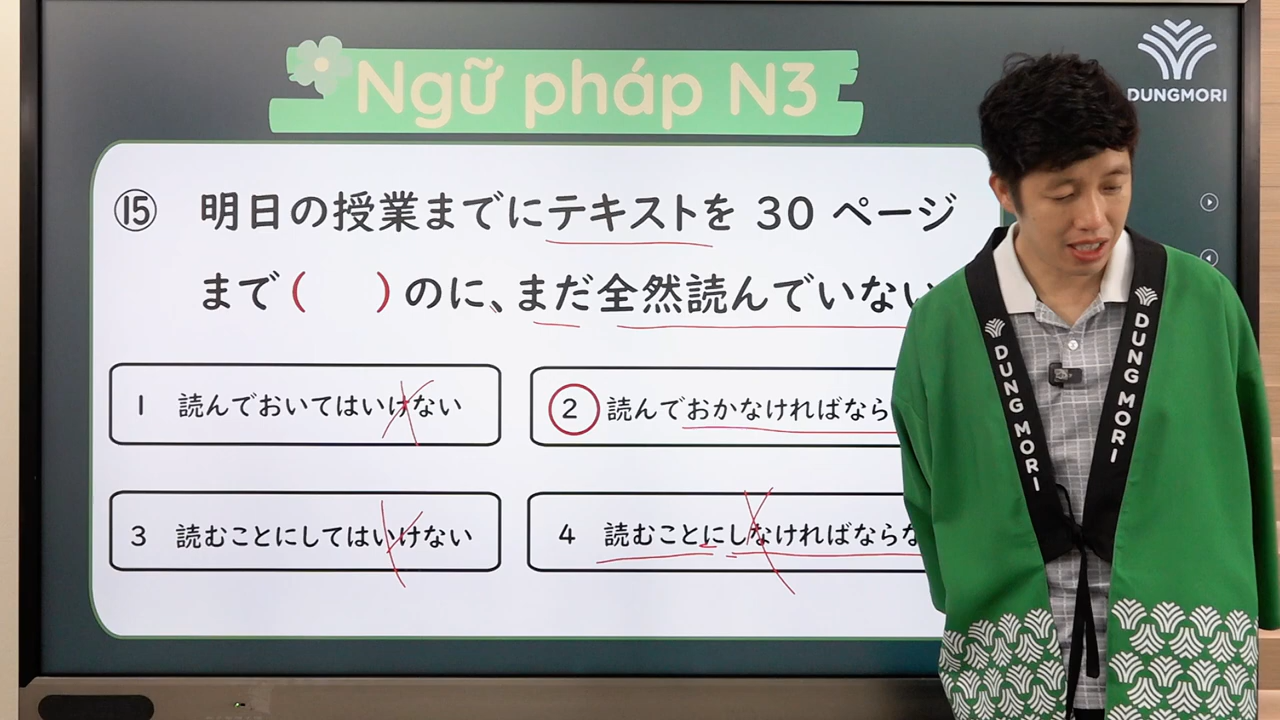 Ngữ pháp N3
DUNGMORI
⑮ 明日の授業までにテキストを 30 ページ
まで( )のに、まだ全然読んでいない
1 読んでおいてはいけない
2 読んでおかなければなら
3 読むことにしてはいけない
4 読むことにしなければならな
DUNG MORI
DUNG MORI